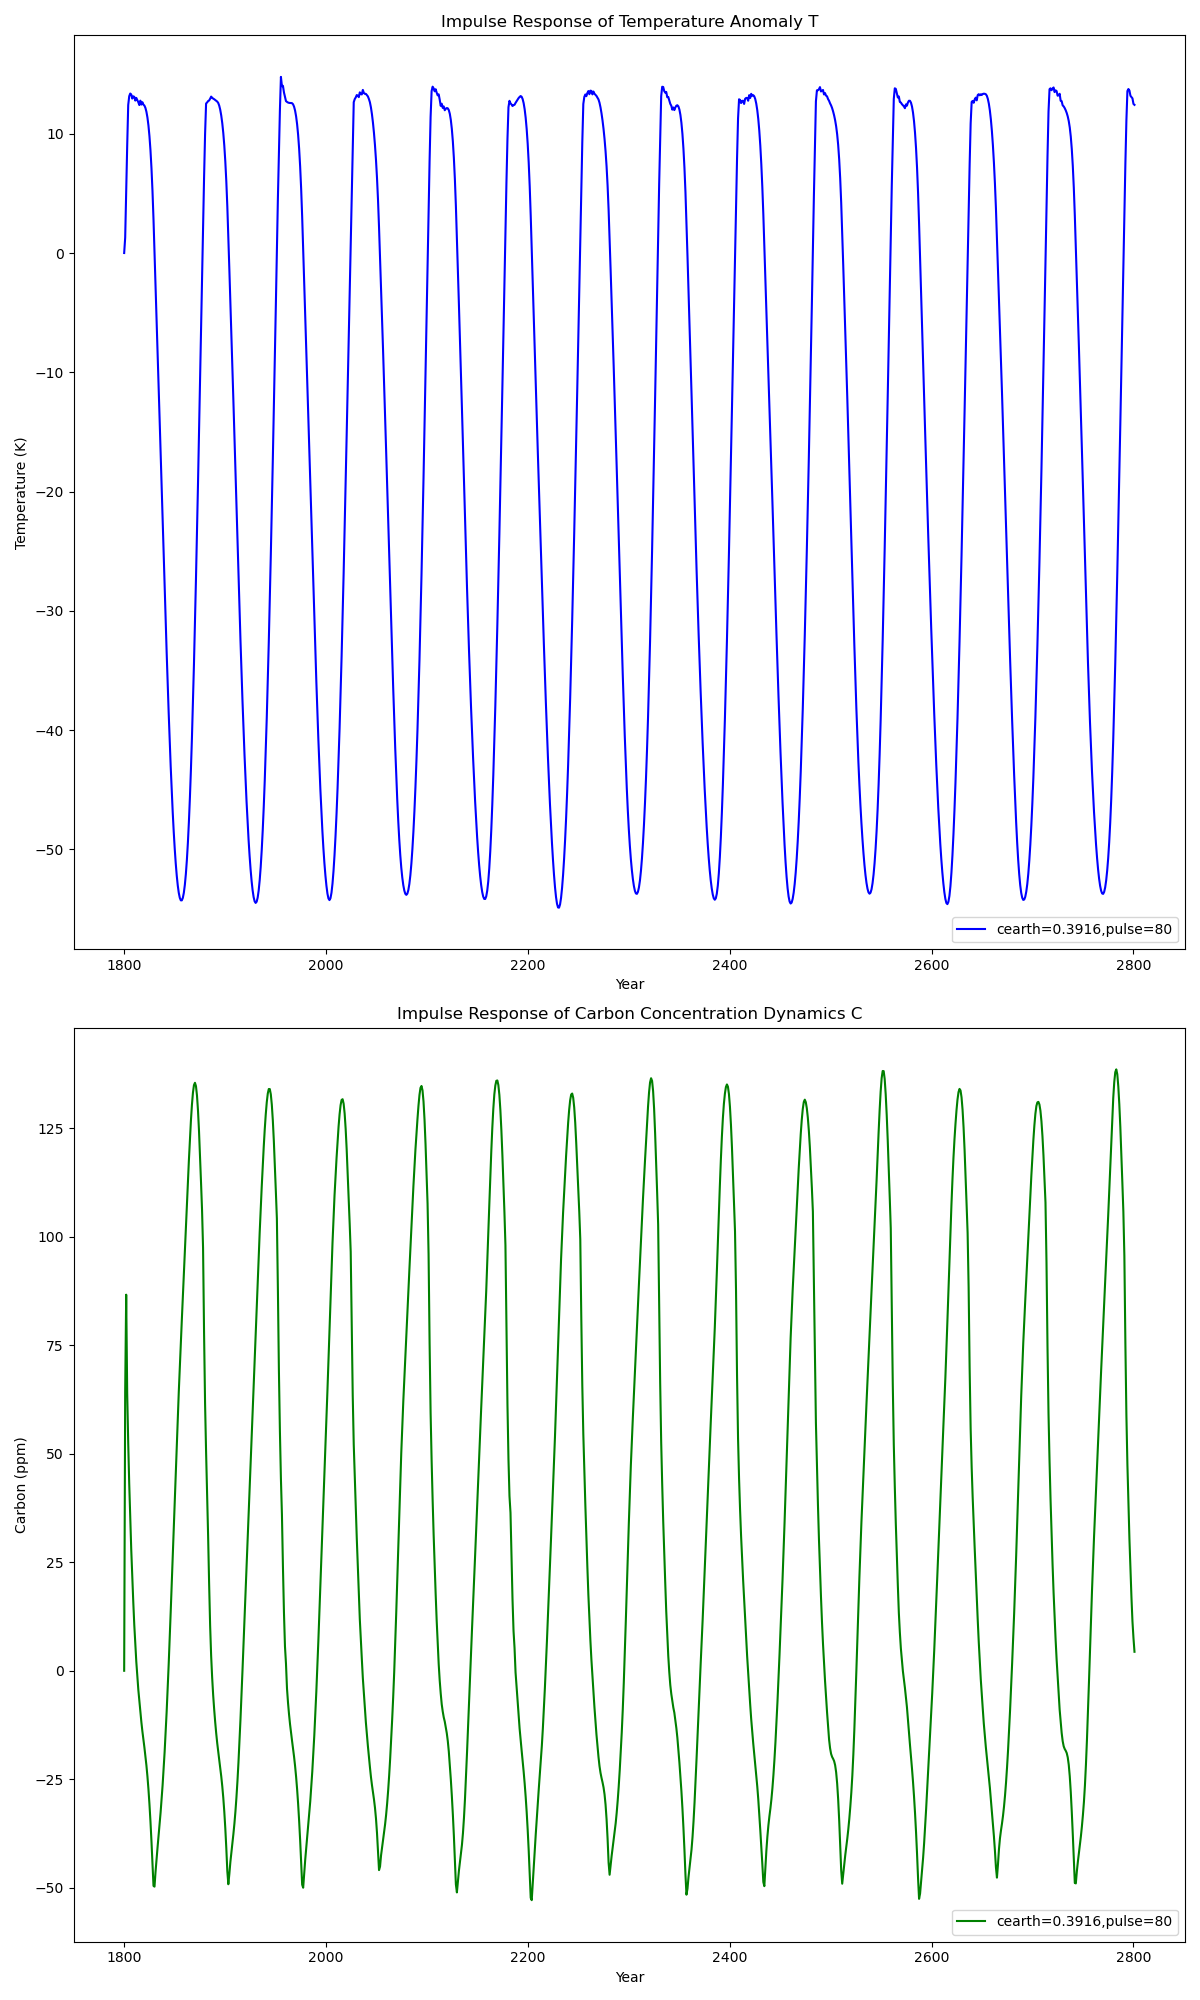 Impulse Response of Temperature Anomaly T
Temperature (K)
10
0
−10
−20
−30
−40
−50
cearth=0.3916,pulse=80
1800 2000 2200 2400 2600 2800
Year
Impulse Response of Carbon Concentration Dynamics C
Carbon (ppm)
125
100
75
50
25
0
−25
−50
cearth=0.3916,pulse=80
1800 2000 2200 2400 2600 2800
Year